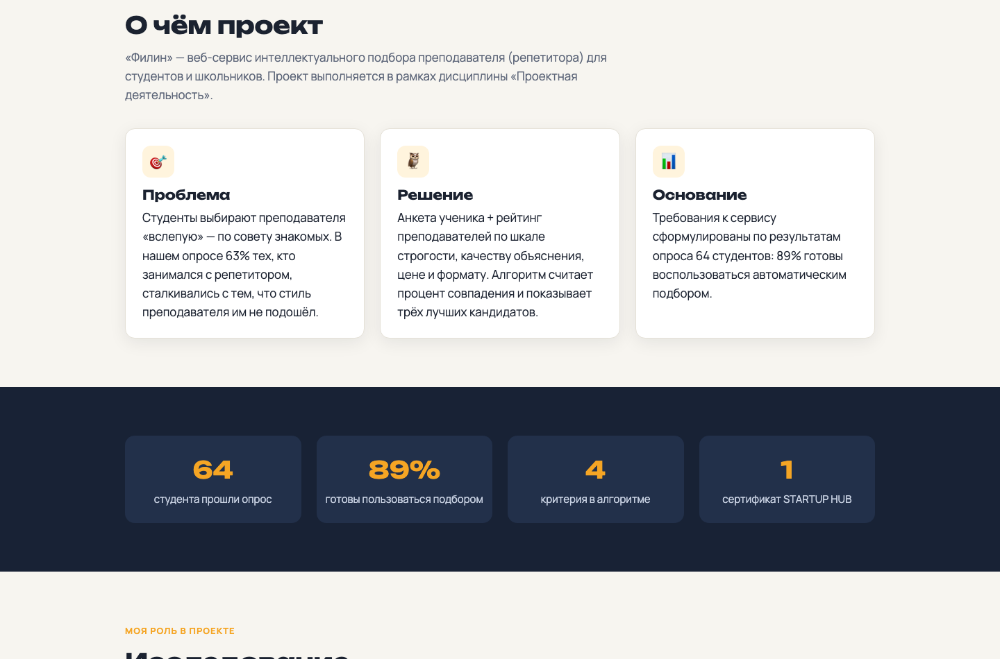 О чём проект
«Филин» — веб-сервис интеллектуального подбора преподавателя (репетитора) для
студентов и школьников. Проект выполняется в рамках дисциплины «Проектная
деятельность».
Проблема
Студенты выбирают преподавателя
«вслепую» — по совету знакомых. В
нашем опросе 63% тех, кто
занимался с репетитором,
сталкивались с тем, что стиль
преподавателя им не подошёл.
Решение
Анкета ученика + рейтинг
преподавателей по шкале
строгости, качеству объяснения,
цене и формату. Алгоритм считает
процент совпадения и показывает
трёх лучших кандидатов.
Основание
Требования к сервису
сформулированы по результатам
опроса 64 студентов: 89% готовы
воспользоваться автоматическим
подбором.
64
студента прошли опрос
89%
готовы пользоваться подбором
4
критерия в алгоритме
1
сертификат STARTUP HUB
МОЯ РОЛЬ В ПРОЕКТЕ
Исследование